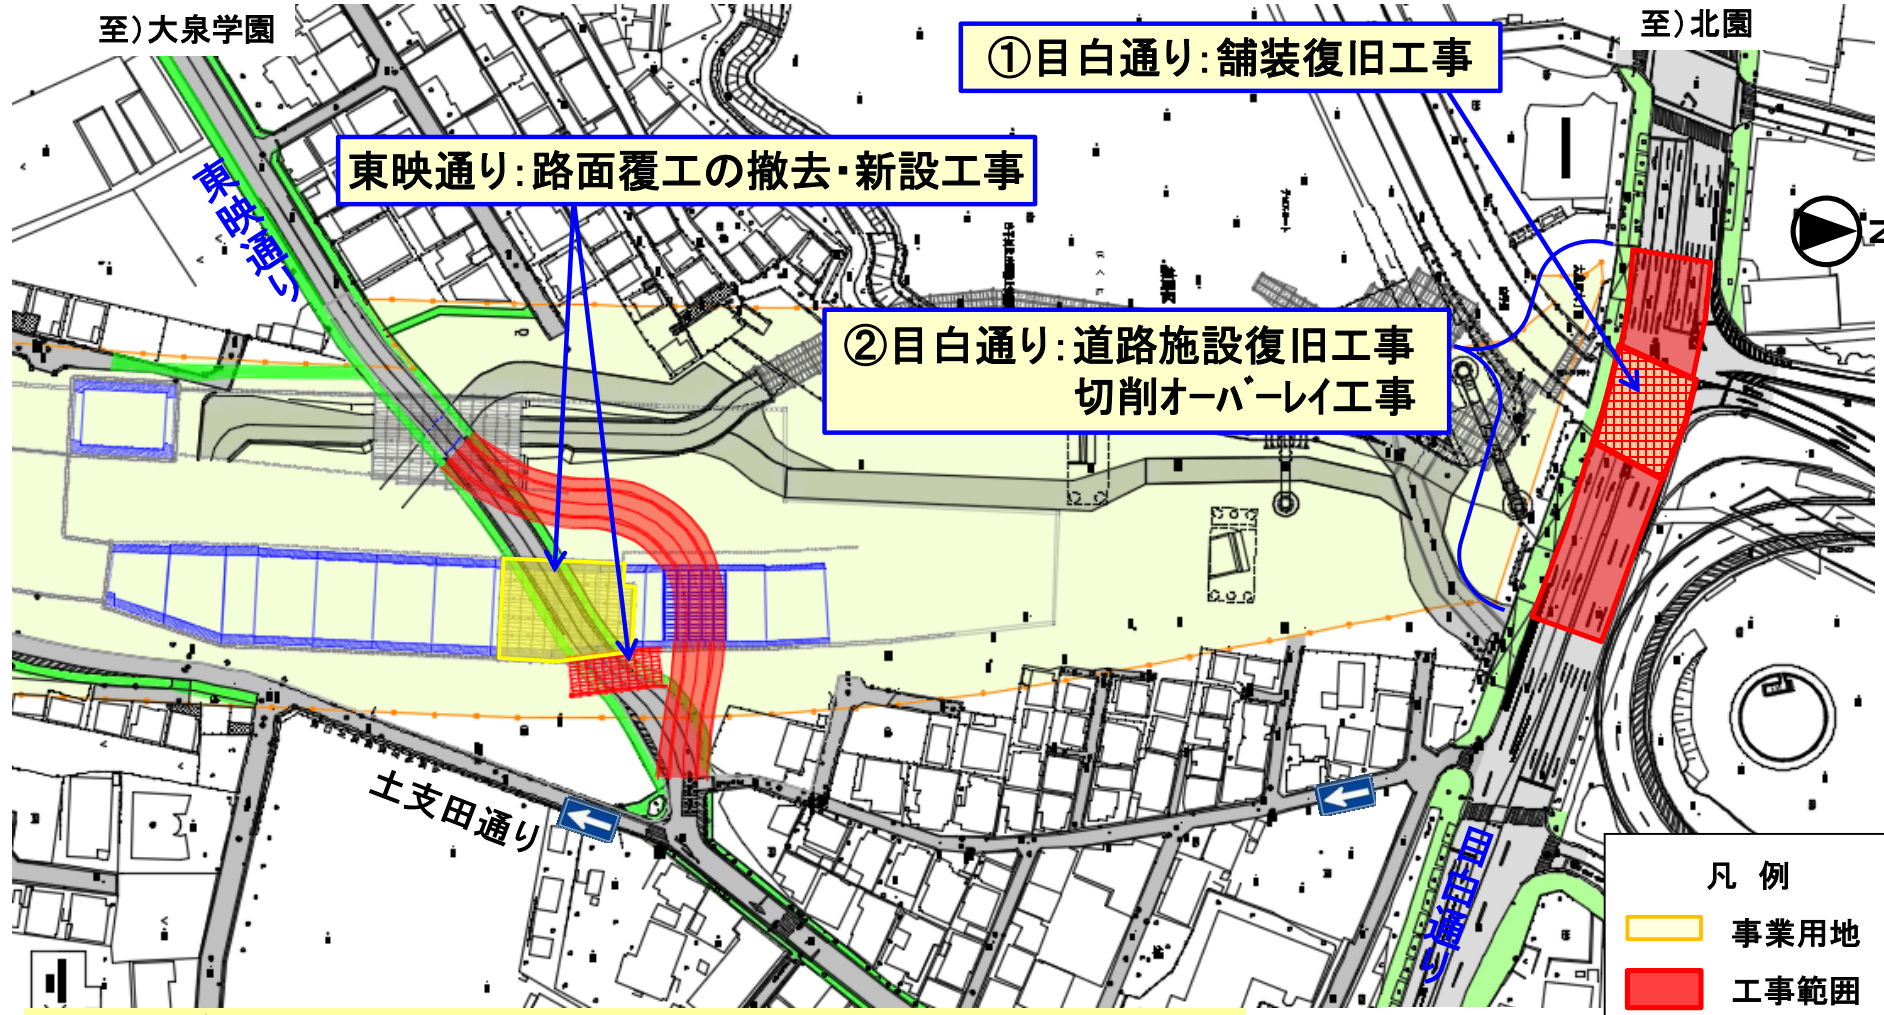 至）大泉学園
至）北園
①目白通り：舗装復旧工事
東映通り：路面覆工の撤去・新設工事
東映通り
N
②目白通り：道路施設復旧工事
切削オーバーレイ工事
土支田通り
目白通り
凡 例
事業用地
工事範囲